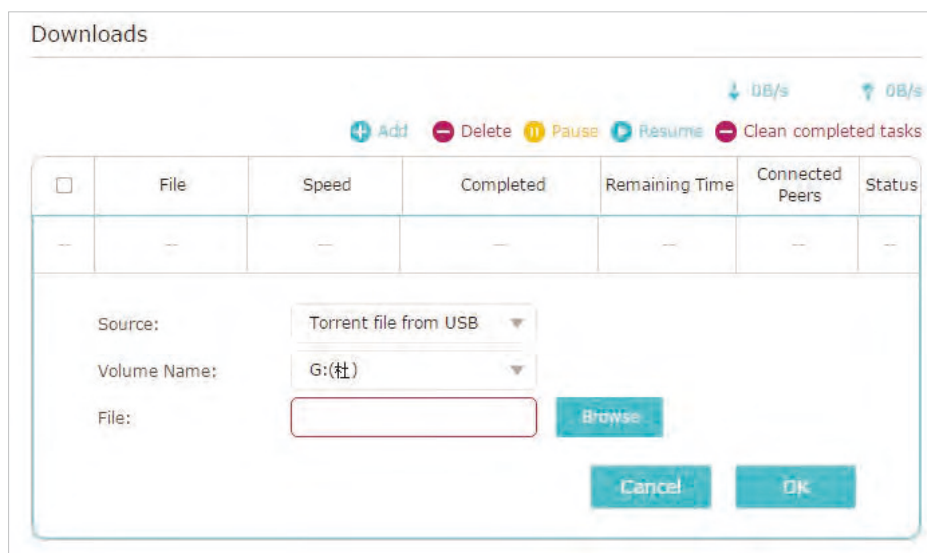 Downloads
0B/s 0B/s
Add Delete Pause Resume Clean completed tasks
File Speed Completed Remaining Time Connected Peers Status
--- --- --- --- --- --- ---
Source: Torrent file from USB
Volume Name: G:(杜)
File: Browse
Cancel OK